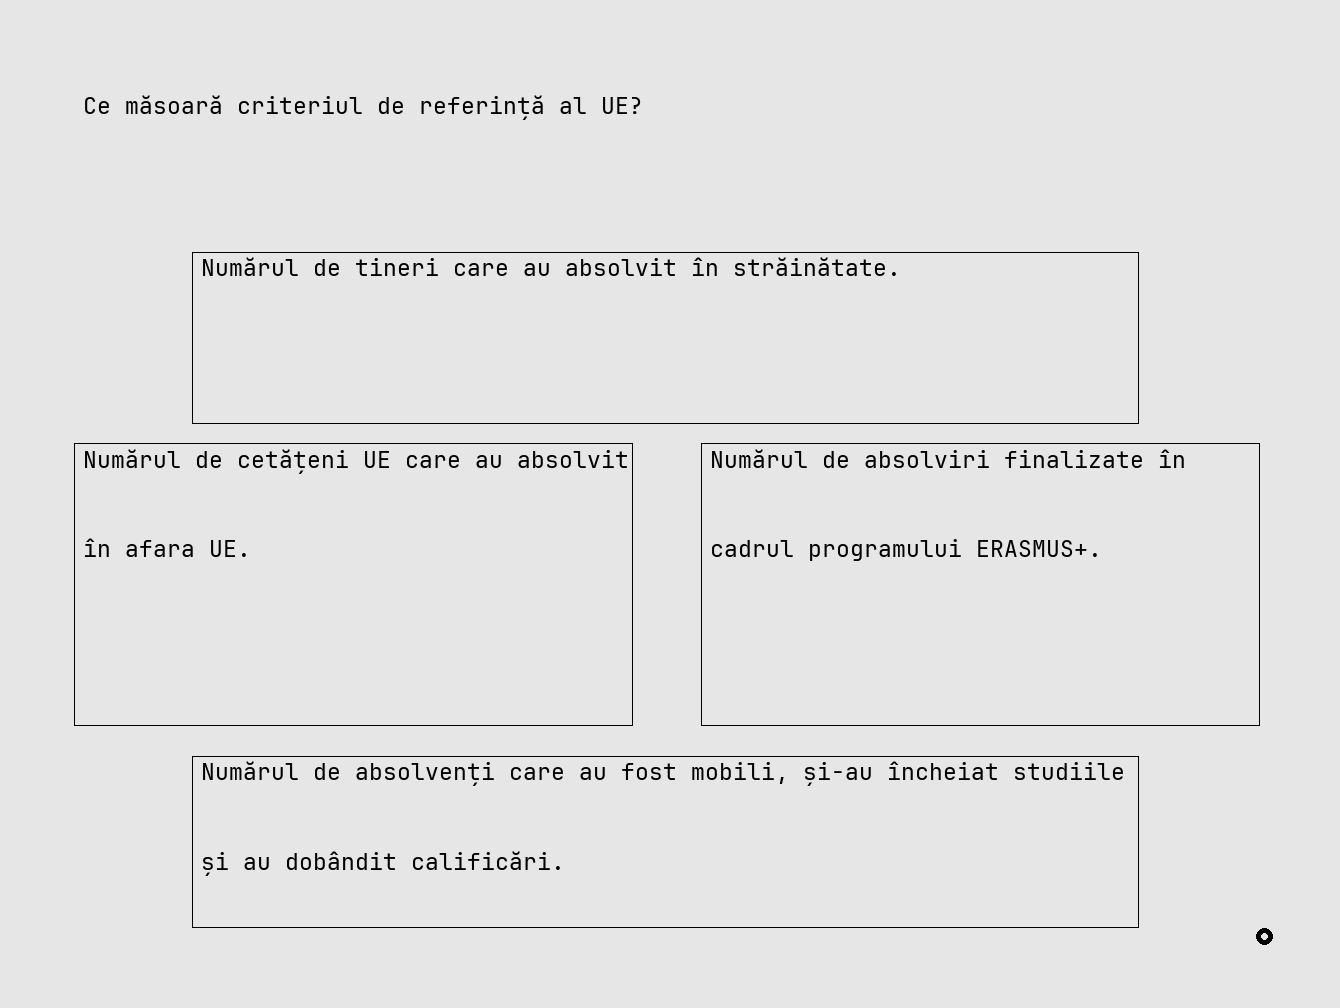 Ce măsoară criteriul de referință al UE?
Numărul de tineri care au absolvit în străinătate.
Numărul de cetățeni UE care au absolvit
în afara UE.
Numărul de absolviri finalizate în
cadrul programului ERASMUS+.
Numărul de absolvenți care au fost mobili, și-au încheiat studiile
și au dobândit calificări.